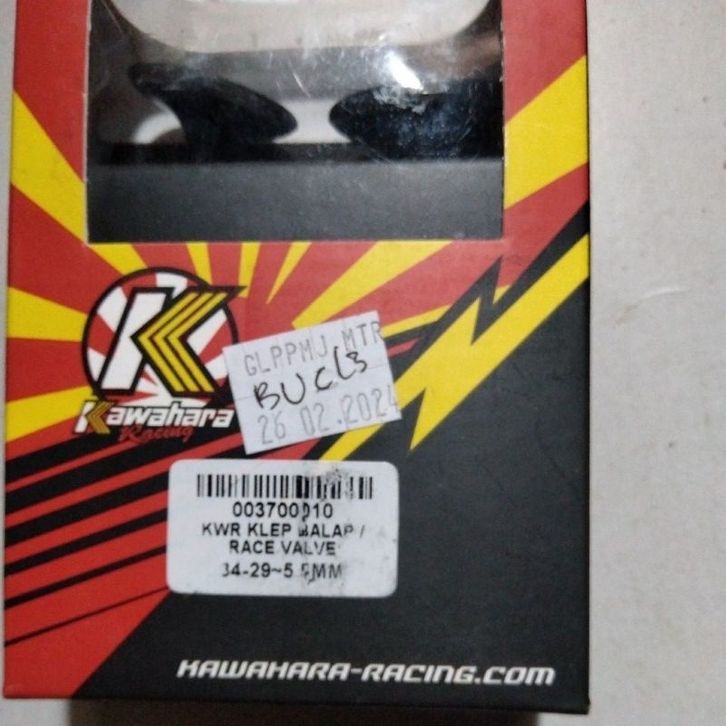 K
Kawahara
Racing
GLPPMJ MTR
BUCLB
26 02.2024
003700010
KWR KLEP BALAP /
RACE VALVE
34-29~5.5MM
KAWAHARA-RACING.COM